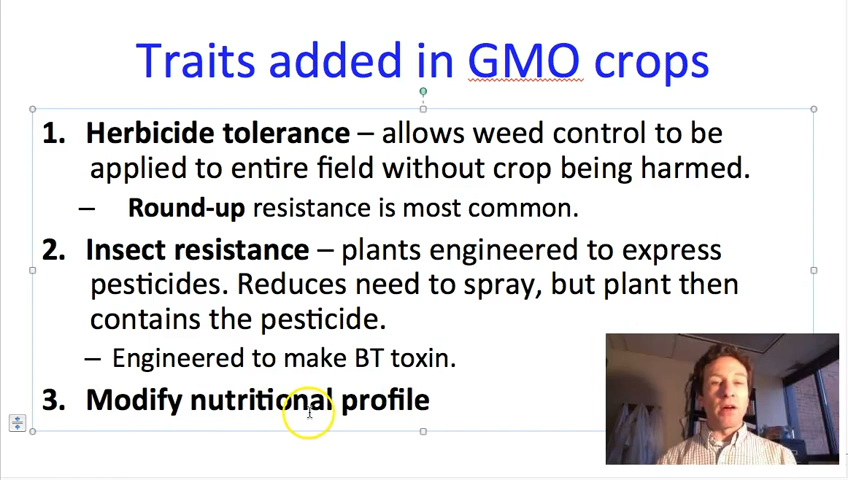 Traits added in GMO crops
1. Herbicide tolerance – allows weed control to be
applied to entire field without crop being harmed.
– Round-up resistance is most common.
2. Insect resistance – plants engineered to express
pesticides. Reduces need to spray, but plant then
contains the pesticide.
– Engineered to make BT toxin.
3. Modify nutritional profile